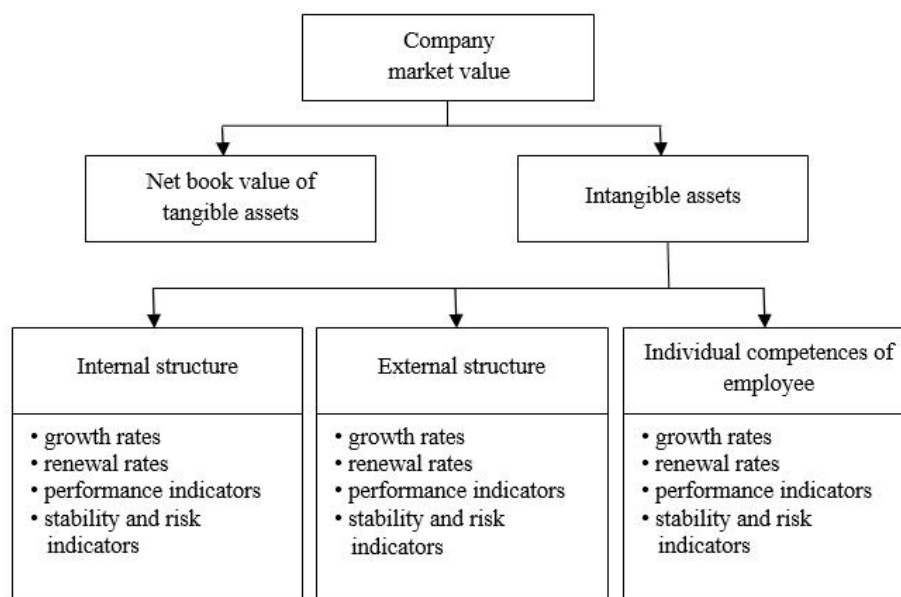 Company
market value
Net book value of
tangible assets
Intangible assets
Internal structure
• growth rates
• renewal rates
• performance indicators
• stability and risk
indicators
External structure
• growth rates
• renewal rates
• performance indicators
• stability and risk
indicators
Individual competences of
employee
• growth rates
• renewal rates
• performance indicators
• stability and risk
indicators